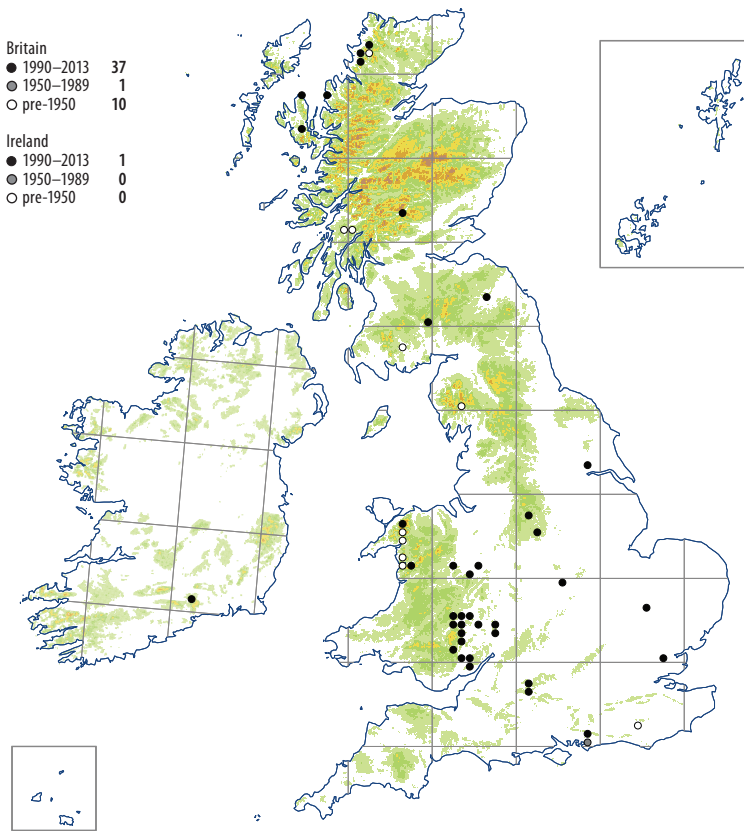 Britain
● 1990–2013 37
● 1950–1989 1
○ pre-1950 10
Ireland
● 1990–2013 1
● 1950–1989 0
○ pre-1950 0